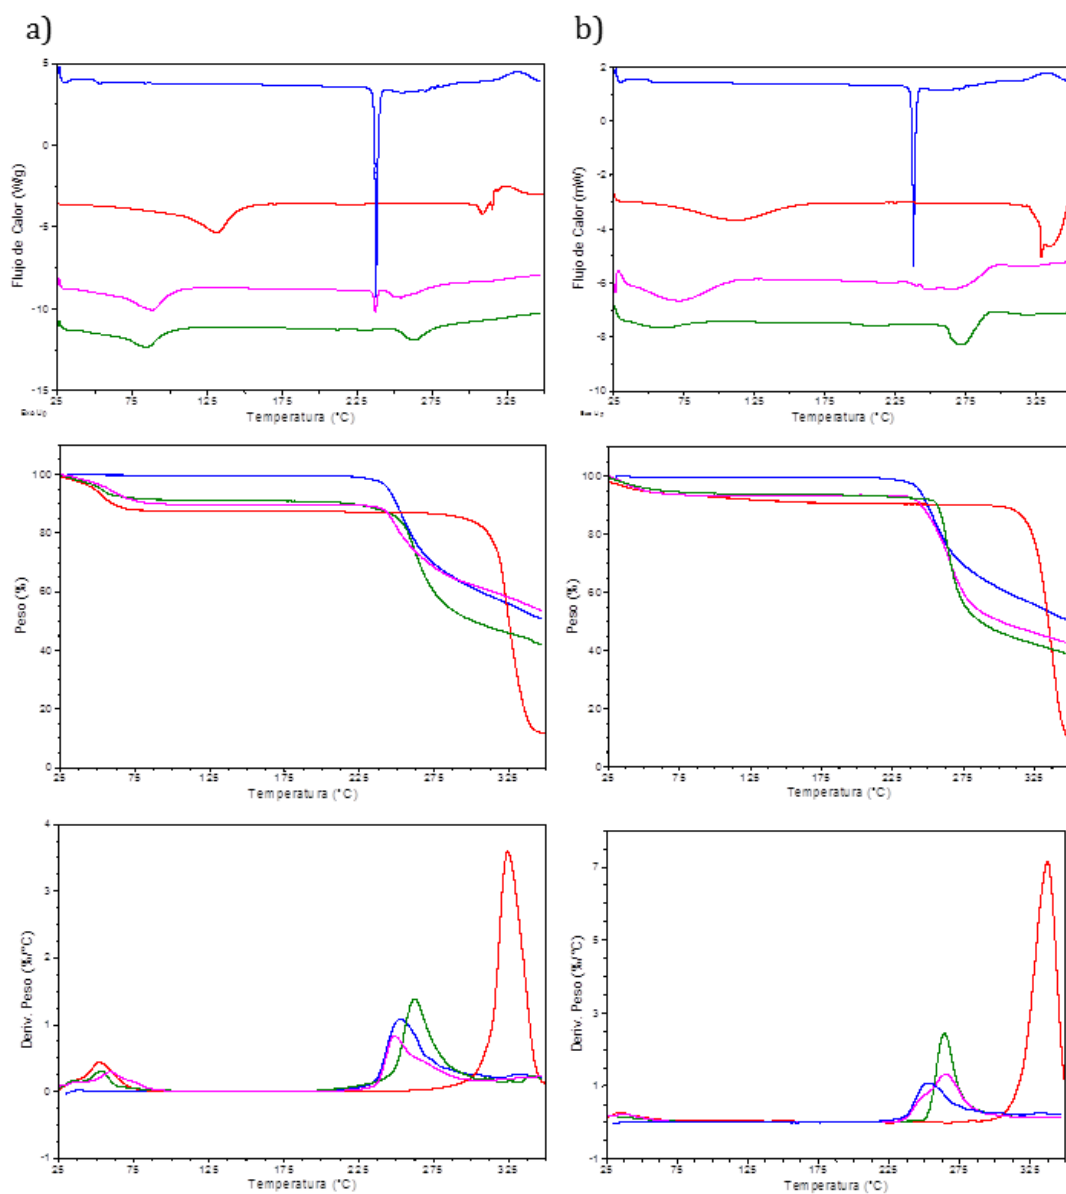 a)
b)
5
0
-5
-10
-15
Flujo de Calor (W/g)
25 75 125 175 225 275 325
Exo Up
Temperatura (°C)
2
0
-2
-4
-6
-8
-10
Flujo de Calor (mW)
25 75 125 175 225 275 325
Exo Up
Temperatura (°C)
100
80
60
40
20
0
Peso (%)
25 75 125 175 225 275 325
Temperatura (°C)
100
80
60
40
20
0
Peso (%)
25 75 125 175 225 275 325
Temperatura (°C)
4
3
2
1
0
-1
Deriv. Peso (%/°C)
25 75 125 175 225 275 325
Temperatura (°C)
7
5
3
1
-1
Deriv. Peso (%/°C)
25 75 125 175 225 275 325
Temperatura (°C)